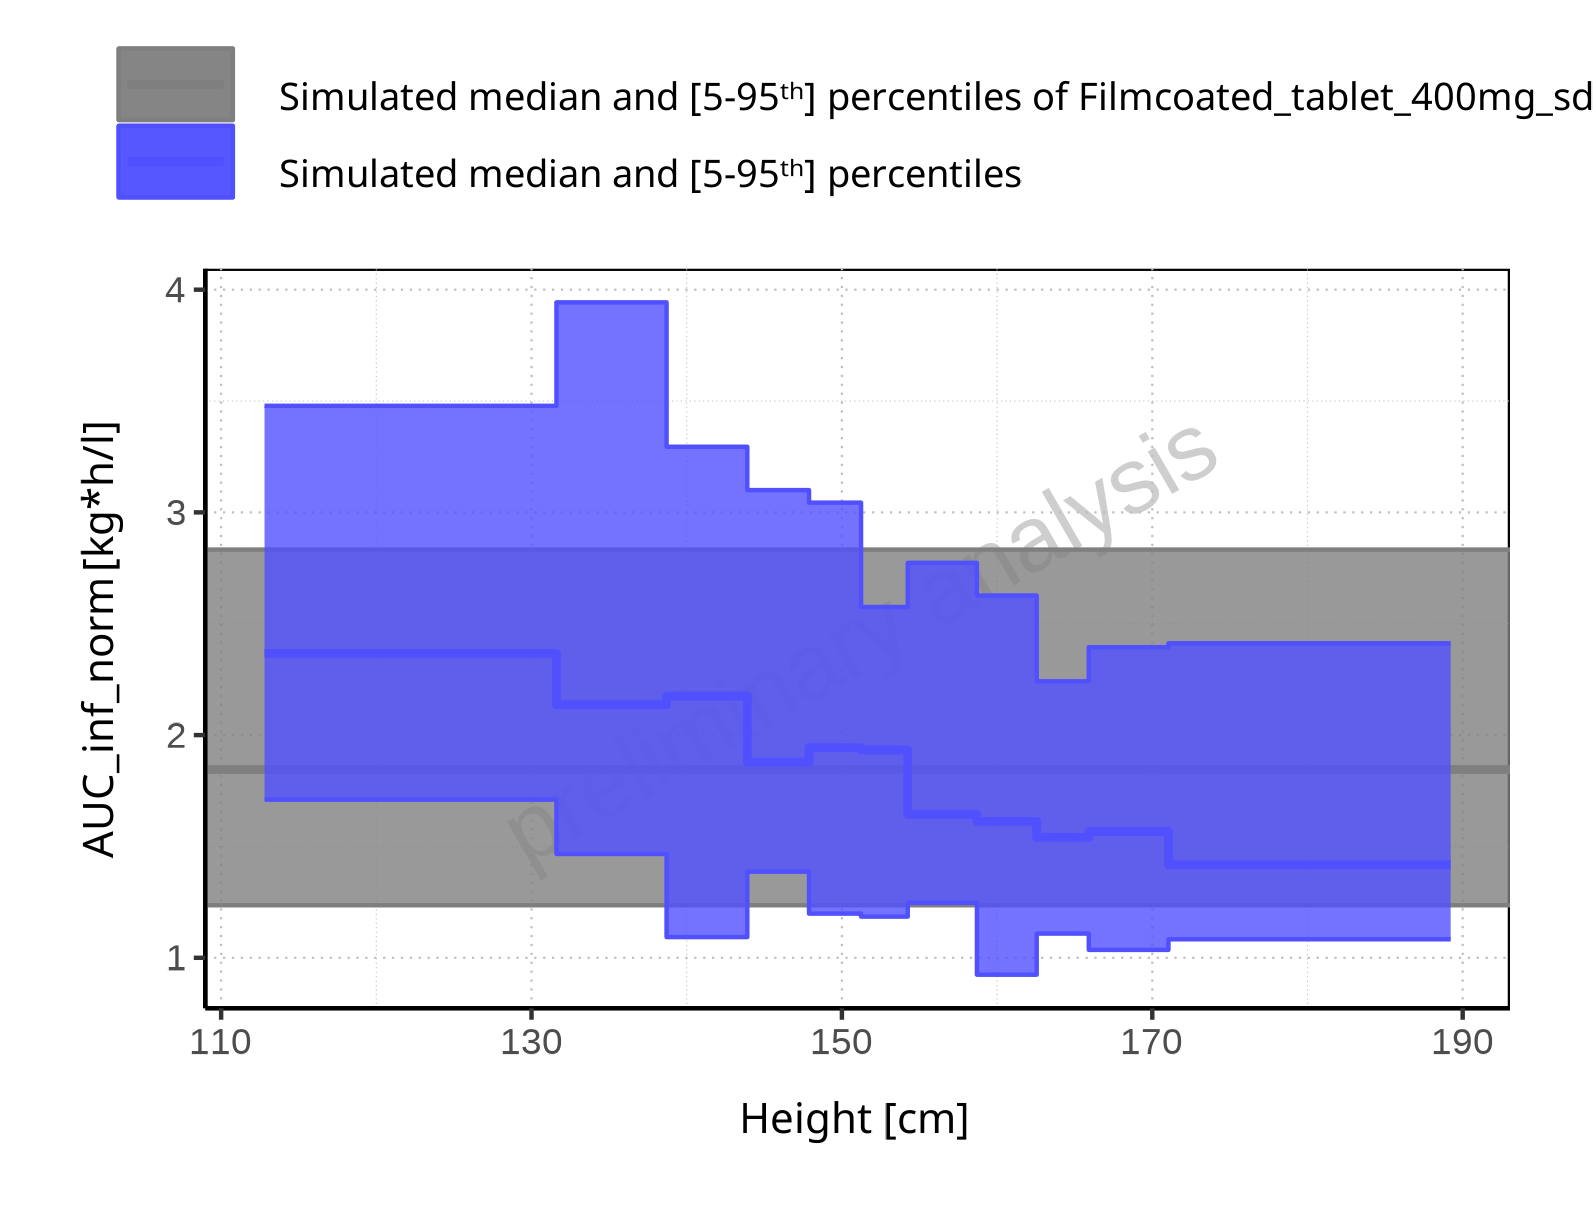 Simulated median and [5-95ᵗʰ] percentiles of Filmcoated_tablet_400mg_sd
Simulated median and [5-95ᵗʰ] percentiles
4
3
2
1
AUC_inf_norm[kg*h/l]
preliminary analysis
110 130 150 170 190
Height [cm]